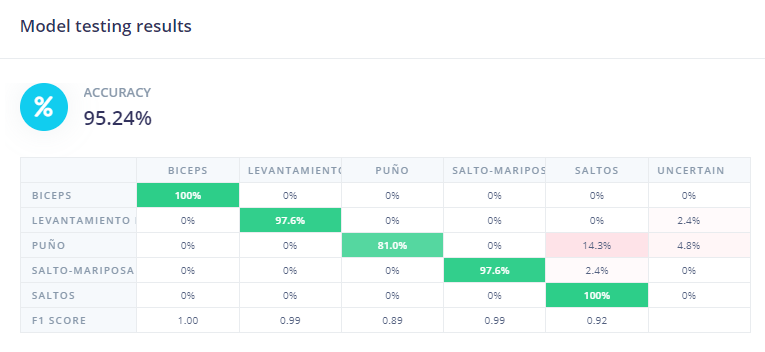 Model testing results
%
ACCURACY
95.24%
BICEPS LEVANTAMIENTO PUÑO SALTO-MARIPOS SALTOS UNCERTAIN
BICEPS 100% 0% 0% 0% 0% 0%
LEVANTAMIENTO 0% 97.6% 0% 0% 0% 2.4%
PUÑO 0% 0% 81.0% 0% 14.3% 4.8%
SALTO-MARIPOSA 0% 0% 0% 97.6% 2.4% 0%
SALTOS 0% 0% 0% 0% 100% 0%
F1 SCORE 1.00 0.99 0.89 0.99 0.92